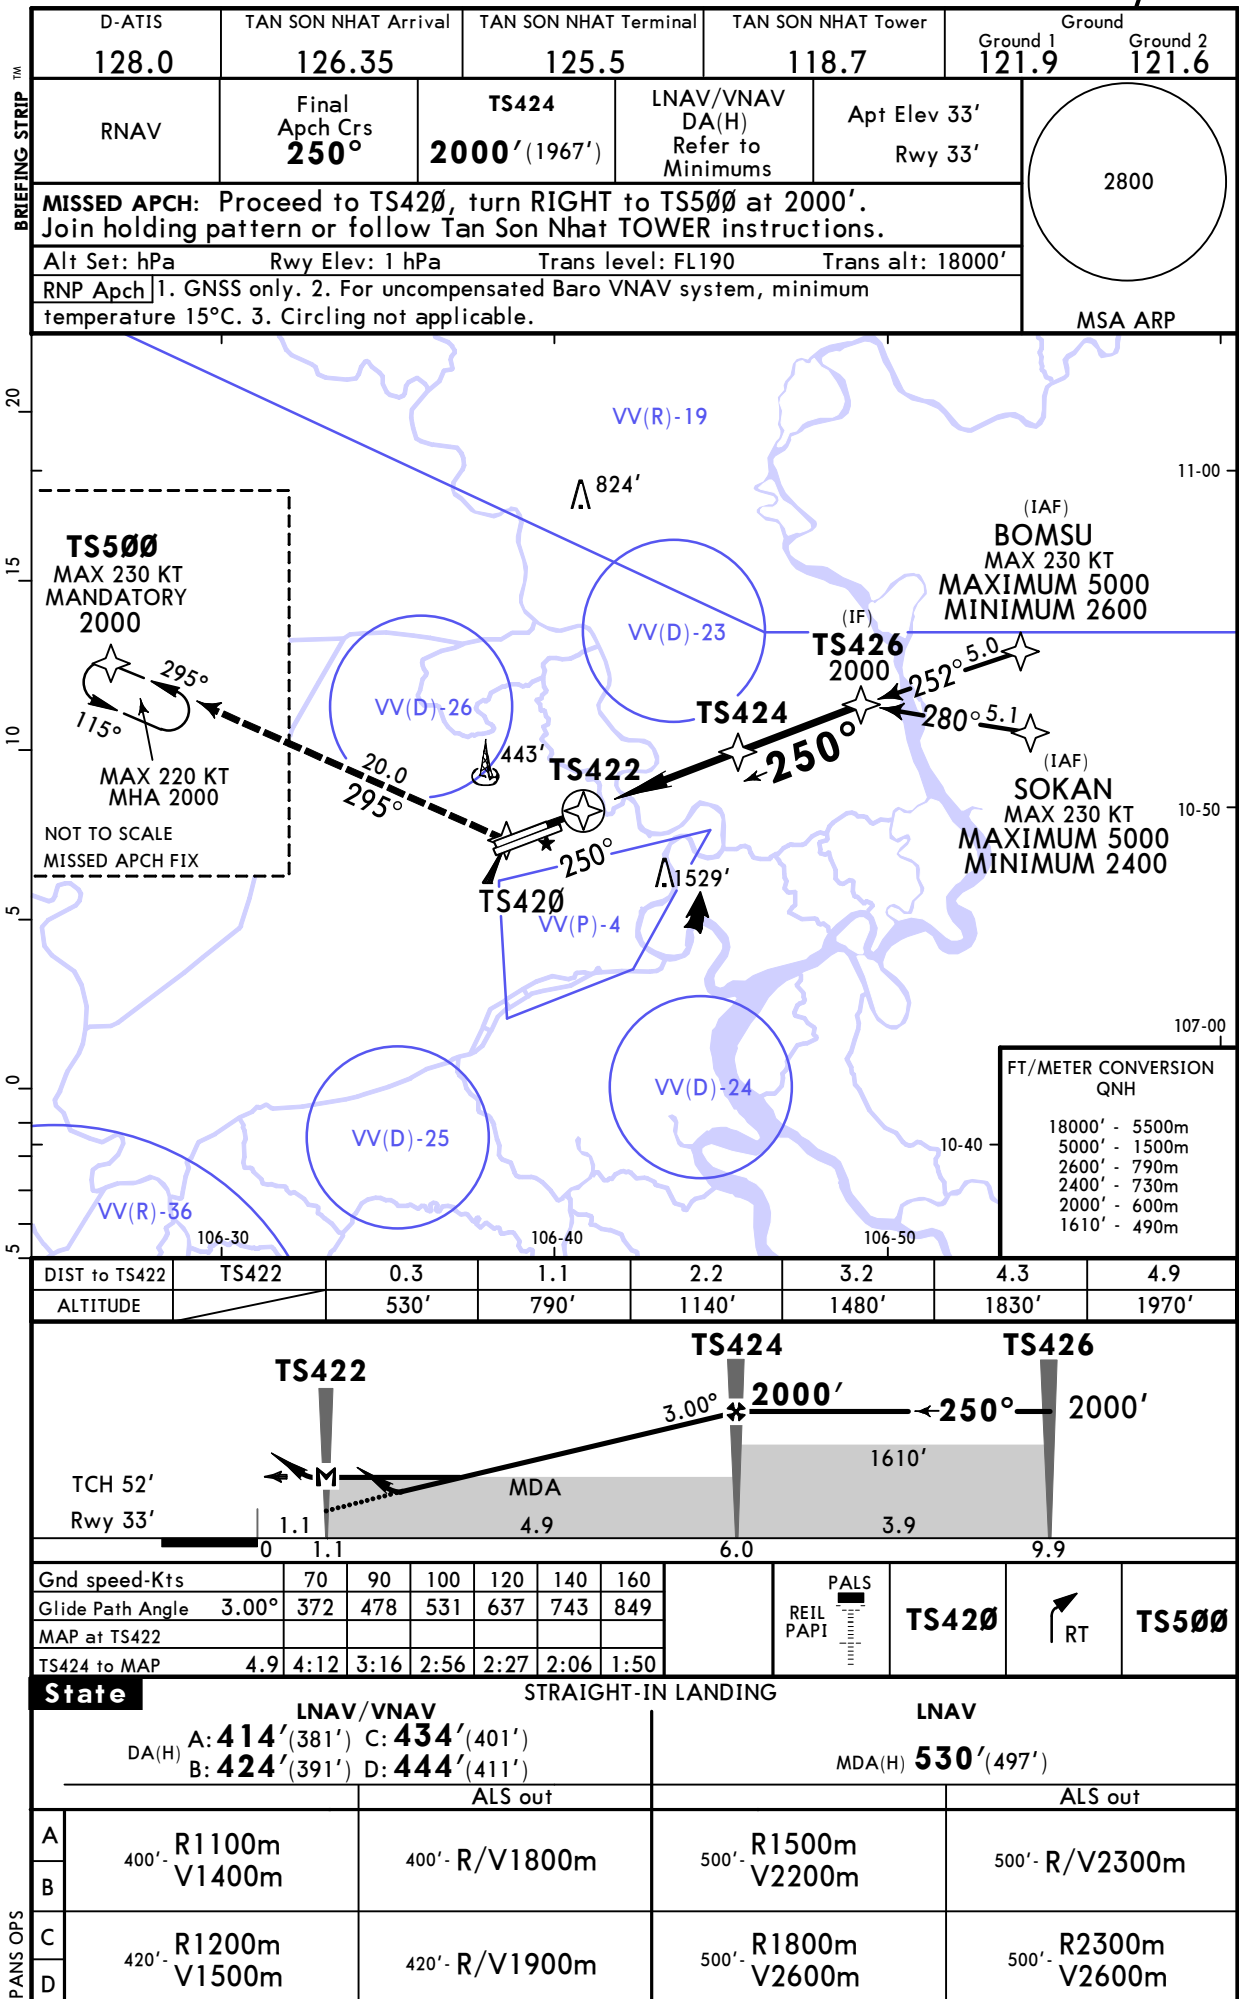 D-ATIS
128.0
TAN SON NHAT Arrival
126.35
TAN SON NHAT Terminal
125.5
TAN SON NHAT Tower
118.7
Ground
Ground 1 Ground 2
121.9 121.6
BRIEFING STRIP TM
RNAV
Final
Apch Crs
250°
TS424
2000′(1967′)
LNAV/VNAV
DA(H)
Refer to
Minimums
Apt Elev 33′
Rwy 33′
2800
MSA ARP
MISSED APCH: Proceed to TS42Ø, turn RIGHT to TS5ØØ at 2000′.
Join holding pattern or follow Tan Son Nhat TOWER instructions.
Alt Set: hPa Rwy Elev: 1 hPa Trans level: FL190 Trans alt: 18000′
RNP Apch 1. GNSS only. 2. For uncompensated Baro VNAV system, minimum
temperature 15°C. 3. Circling not applicable.
20
15
10
5
0
5
VV(R)-19
824′
11-00
TS5ØØ
MAX 230 KT
MANDATORY
2000
295°
115°
MAX 220 KT
MHA 2000
NOT TO SCALE
MISSED APCH FIX
(IAF)
BOMSU
MAX 230 KT
MAXIMUM 5000
MINIMUM 2600
(IF)
TS426
2000
VV(D)-23
252° 5.0
280° 5.1
VV(D)-26
TS424
250°
443′
TS422
20.0
295°
(IAF)
SOKAN
MAX 230 KT
MAXIMUM 5000
MINIMUM 2400
10-50
250°
1529′
TS42Ø
VV(P)-4
107-00
VV(D)-24
VV(D)-25
10-40
VV(R)-36
106-30
106-40
106-50
FT/METER CONVERSION
QNH
18000′ - 5500m
5000′ - 1500m
2600′ - 790m
2400′ - 730m
2000′ - 600m
1610′ - 490m
DIST to TS422 TS422 0.3 1.1 2.2 3.2 4.3 4.9
ALTITUDE 530′ 790′ 1140′ 1480′ 1830′ 1970′
TS422
TS424
TS426
3.00° 2000′ 250° 2000′
1610′
M
MDA
TCH 52′
Rwy 33′
1.1 4.9 3.9
0 1.1 6.0 9.9
Gnd speed-Kts 70 90 100 120 140 160
Glide Path Angle 3.00° 372 478 531 637 743 849
MAP at TS422
TS424 to MAP 4.9 4:12 3:16 2:56 2:27 2:06 1:50
PALS
REIL
PAPI
TS42Ø
RT
TS5ØØ
State
STRAIGHT-IN LANDING
LNAV/VNAV
DA(H) A: 414′(381′) C: 434′(401′)
B: 424′(391′) D: 444′(411′)
LNAV
MDA(H) 530′(497′)
ALS out
ALS out
A
B
400′- R1100m
V1400m
400′- R/V1800m
500′- R1500m
V2200m
500′- R/V2300m
C
D
420′- R1200m
V1500m
420′- R/V1900m
500′- R1800m
V2600m
500′- R2300m
V2600m
PANS OPS